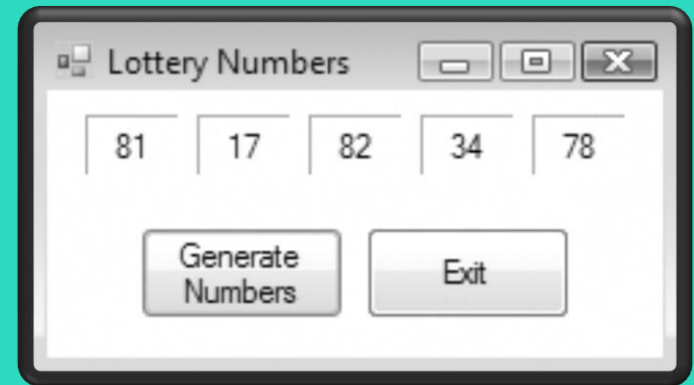 Lottery Numbers
81 17 82 34 78
Generate
Numbers
Exit